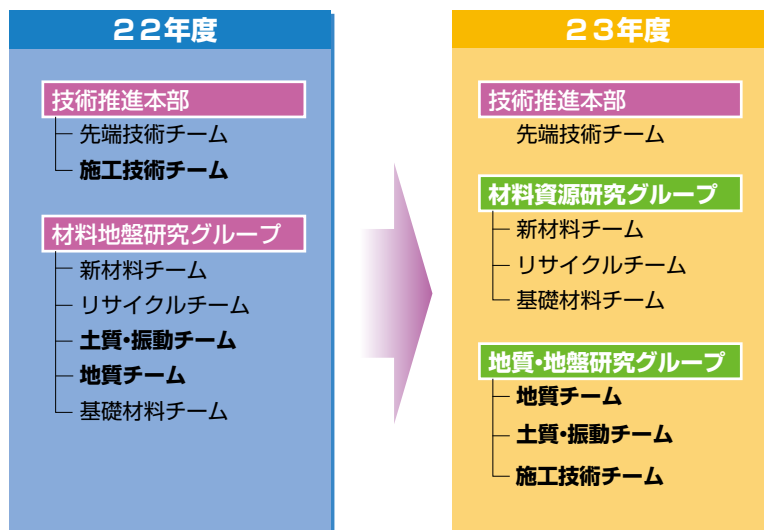 22年度
技術推進本部
先端技術チーム
施工技術チーム
材料地盤研究グループ
新材料チーム
リサイクルチーム
土質・振動チーム
地質チーム
基礎材料チーム
23年度
技術推進本部
先端技術チーム
材料資源研究グループ
新材料チーム
リサイクルチーム
基礎材料チーム
地質・地盤研究グループ
地質チーム
土質・振動チーム
施工技術チーム